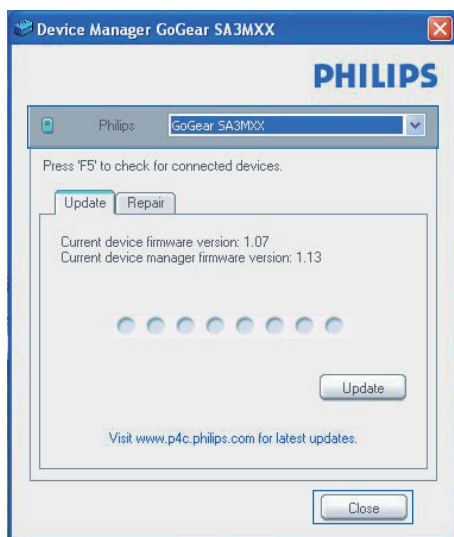 Device Manager GoGear SA3MXX
PHILIPS
Philips GoGear SA3MXX
Press 'F5' to check for connected devices.
Update Repair
Current device firmware version: 1.07
Current device manager firmware version: 1.13
Update
Visit www.p4c.philips.com for latest updates.
Close